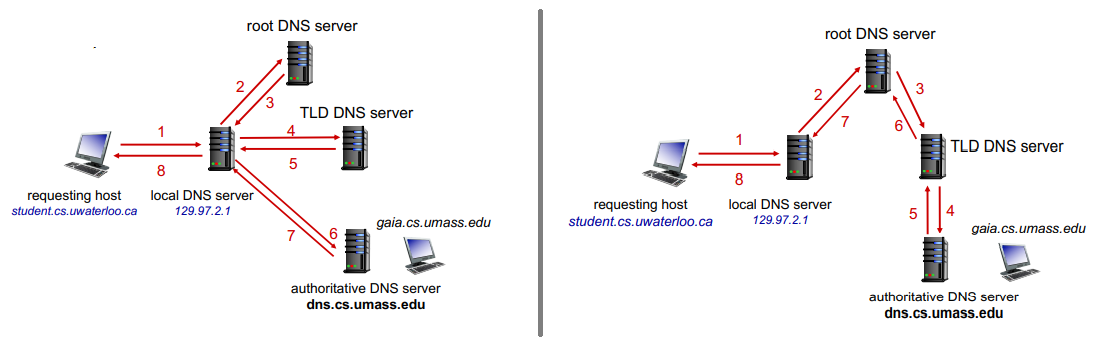 root DNS server
2
3
TLD DNS server
1
4
8
5
requesting host
student.cs.uwaterloo.ca
local DNS server
129.97.2.1
6
7
gaia.cs.umass.edu
authoritative DNS server
dns.cs.umass.edu
root DNS server
2
3
7
6
1
8
TLD DNS server
requesting host
student.cs.uwaterloo.ca
local DNS server
129.97.2.1
5
4
gaia.cs.umass.edu
authoritative DNS server
dns.cs.umass.edu